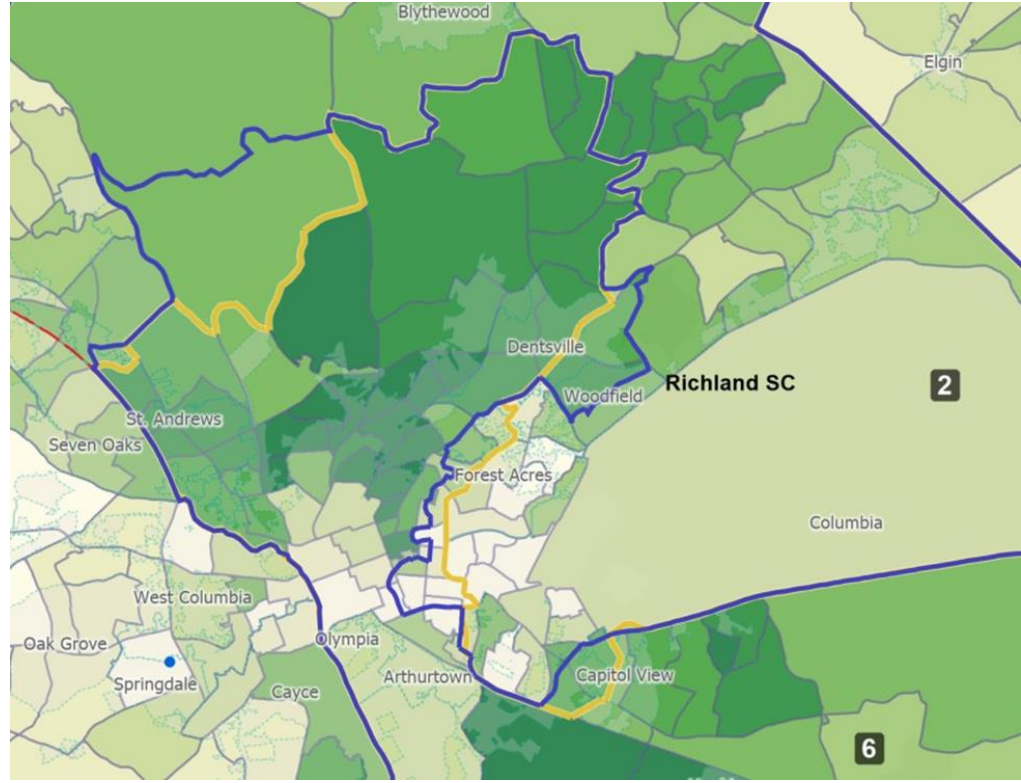 Blythewood
Elgin
Dentsville
Woodfield
Richland SC
2
St. Andrews
Seven Oaks
Forest Acres
Columbia
West Columbia
Oak Grove
Olympia
Springdale
Arthurtown
Capitol View
Cayce
6